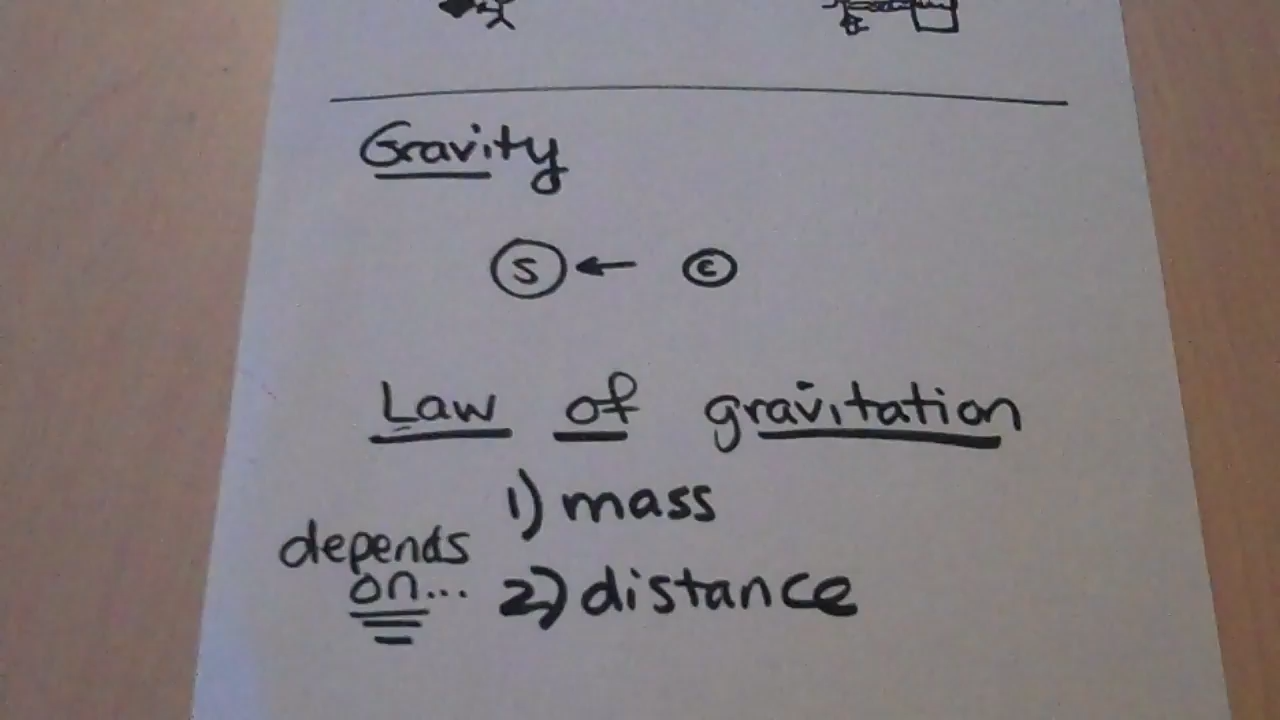 Gravity
S ← E
Law of gravitation
1) mass
depends
on...
2) distance